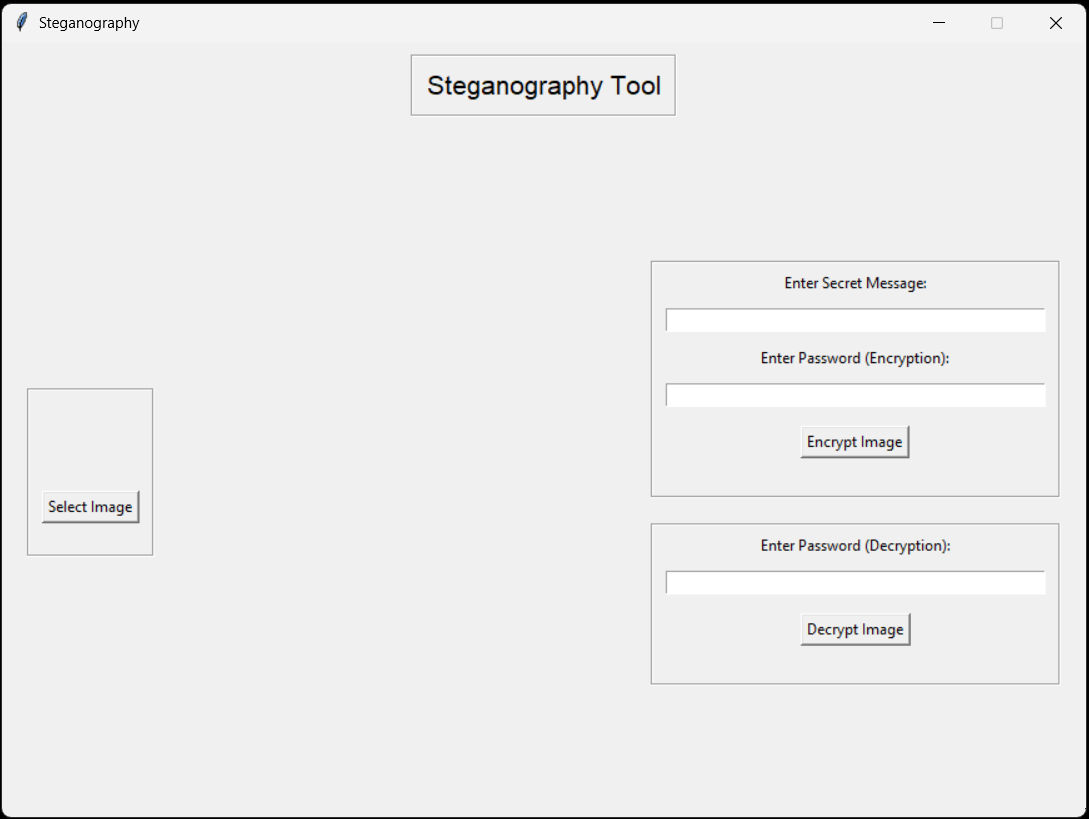 Steganography
Steganography Tool
Select Image
Enter Secret Message:
Enter Password (Encryption):
Encrypt Image
Enter Password (Decryption):
Decrypt Image